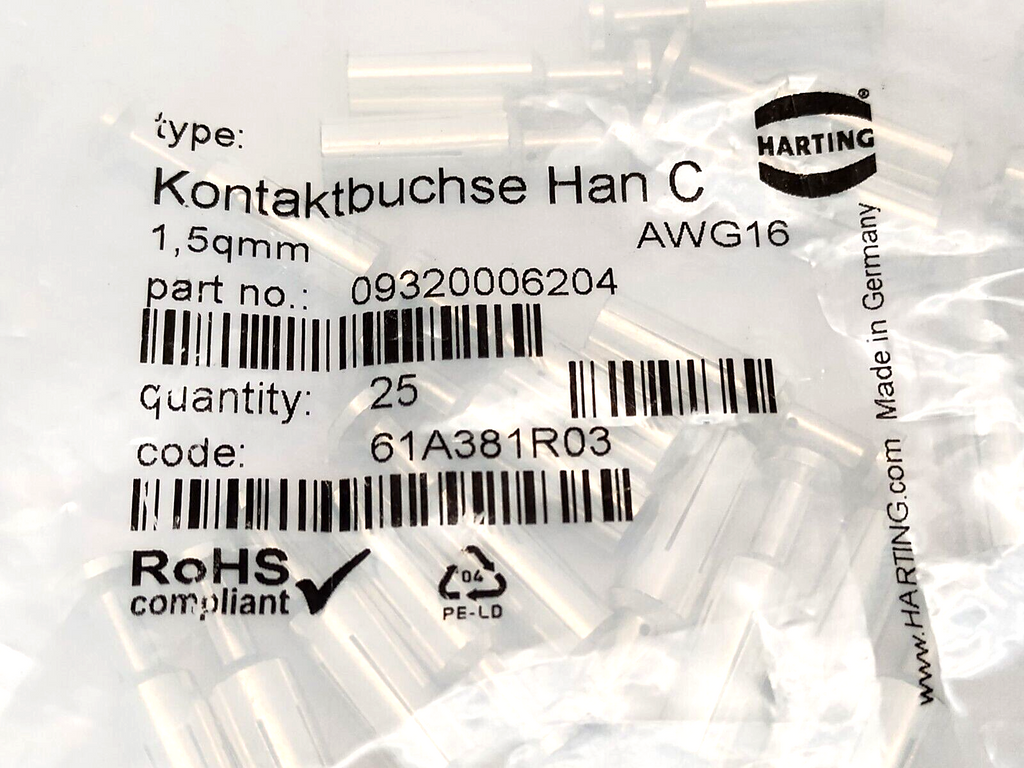 type:
HARTING®
Kontaktbuchse Han C
1,5qmm AWG16
part no.: 09320006204
quantity: 25
code: 61A381R03
RoHS
compliant
04
PE-LD
www.HARTING.com Made in Germany